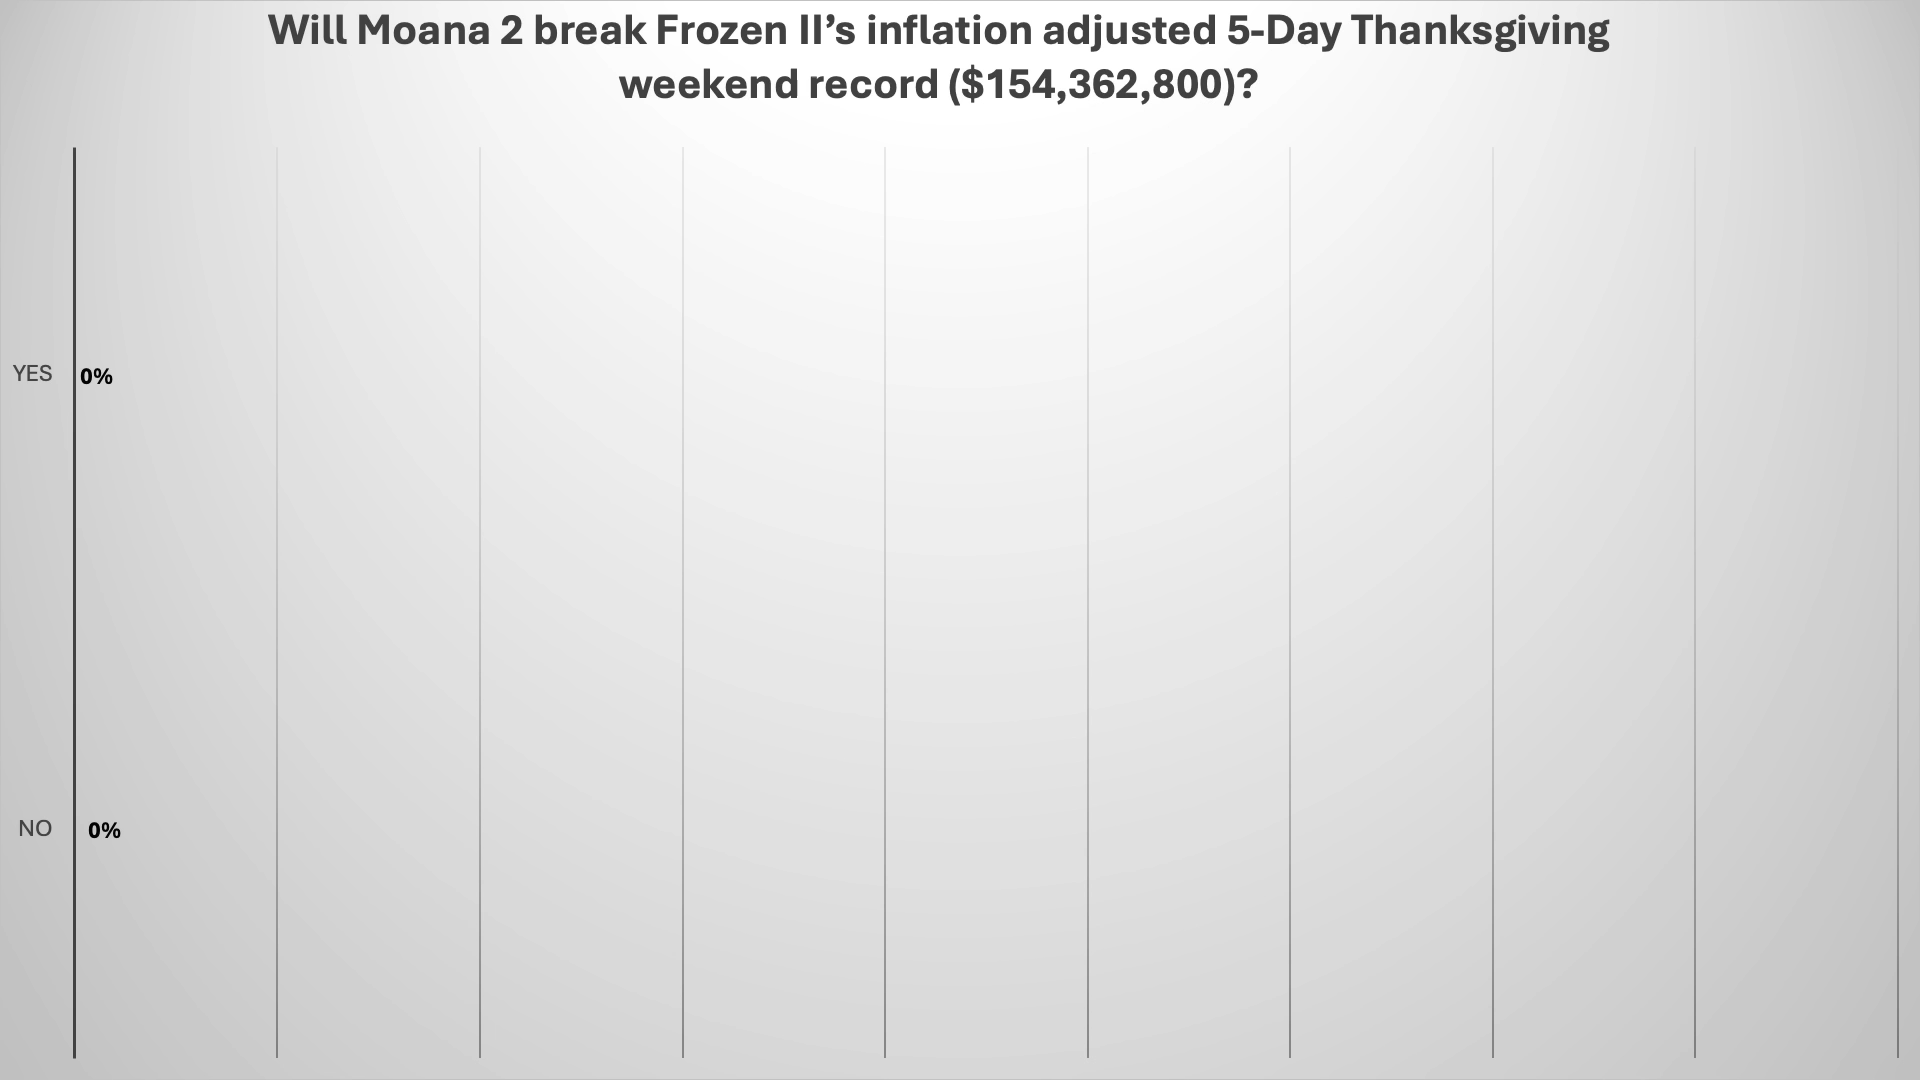 Will Moana 2 break Frozen II’s inflation adjusted 5-Day Thanksgiving
weekend record ($154,362,800)?
YES 0%
NO 0%